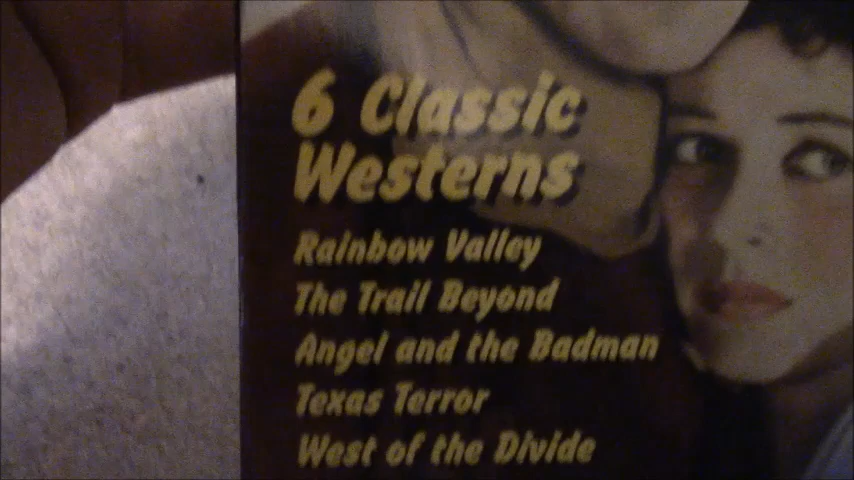 6 Classic
Westerns
Rainbow Valley
The Trail Beyond
Angel and the Badman
Texas Terror
West of the Divide